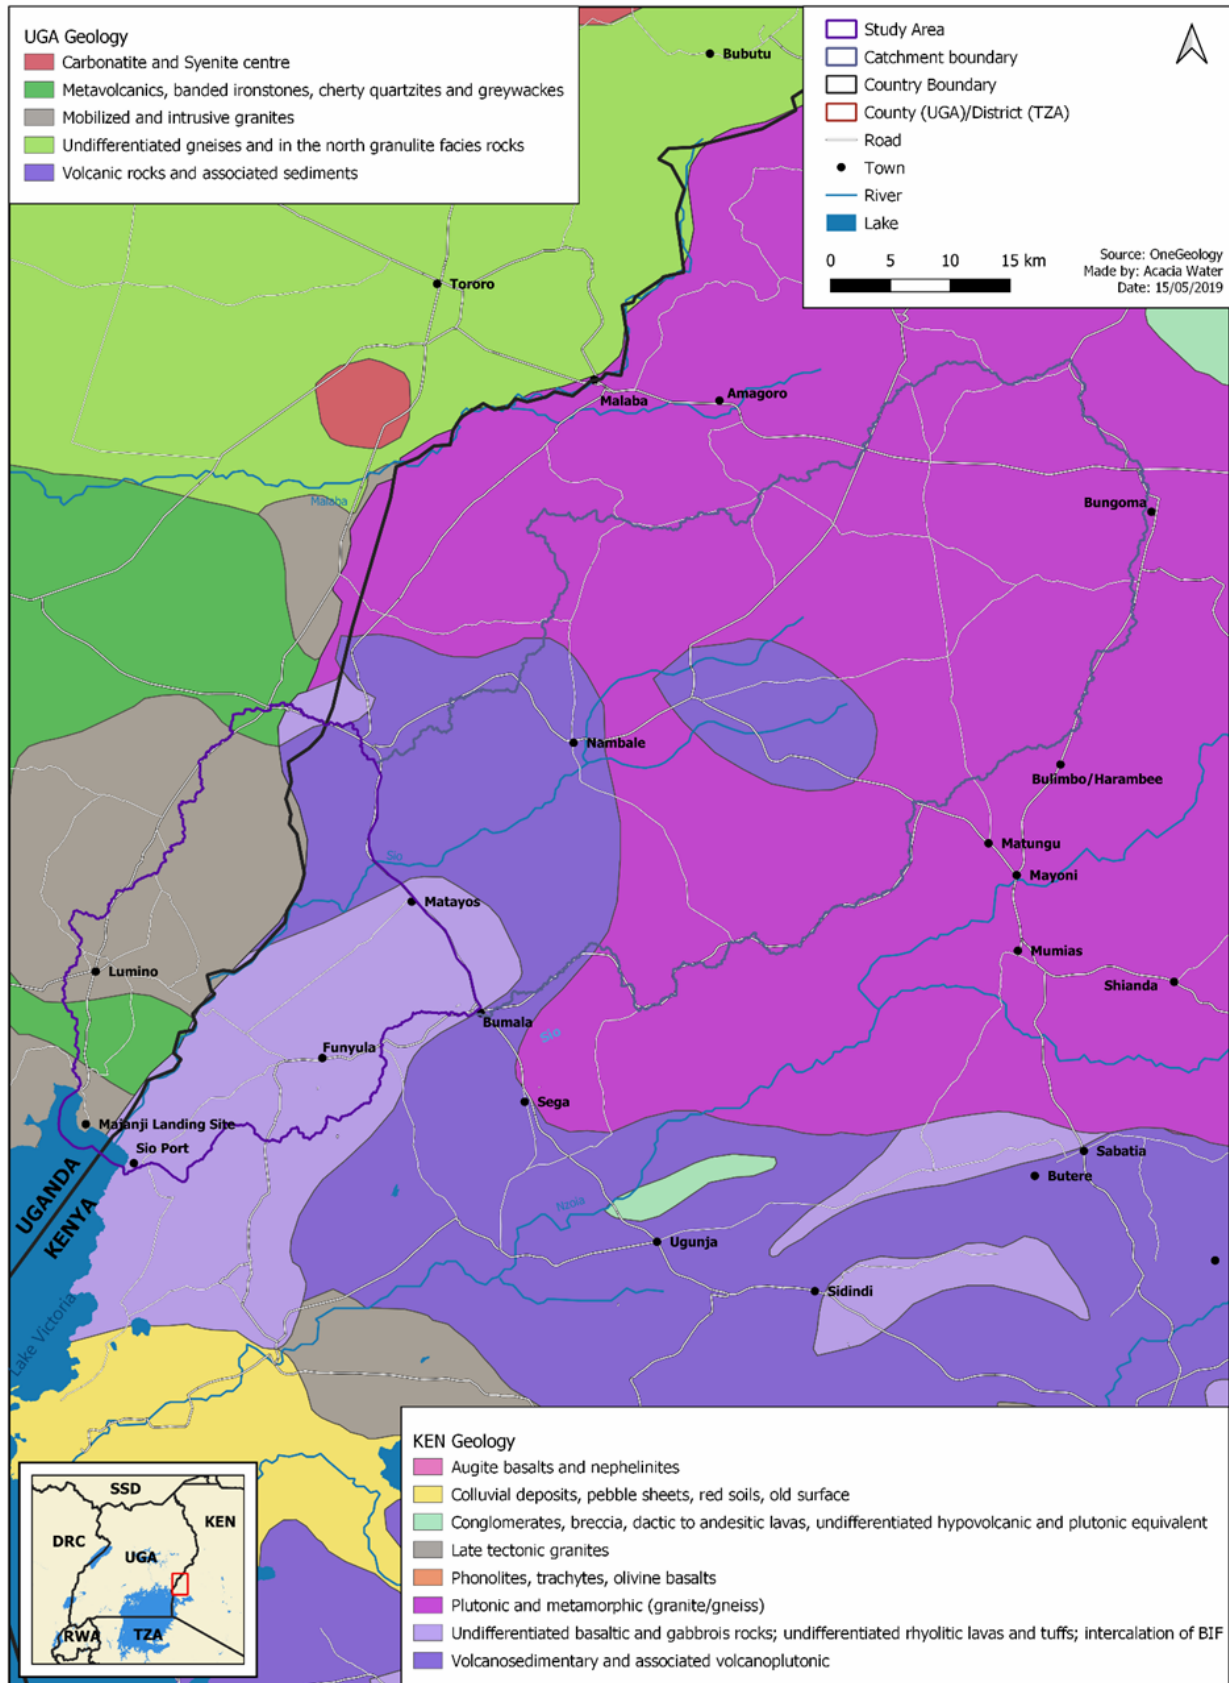 UGA Geology
Carbonatite and Syenite centre
Metavolcanics, banded ironstones, cherty quartzites and greywackes
Mobilized and intrusive granites
Undifferentiated gneises and in the north granulite facies rocks
Volcanic rocks and associated sediments
Study Area
Catchment boundary
Country Boundary
County (UGA)/District (TZA)
Road
Town
River
Lake
0 5 10 15 km
Source: OneGeology
Made by: Acacia Water
Date: 15/05/2019
Bubutu
Tororo
Malaba
Amagoro
Malaba
Bungoma
Nambale
Bulimbo/Harambee
Matungu
Sio
Mayoni
Matayos
Mumias
Lumino
Shianda
Bumala
Sio
Funyula
Sega
Majanji Landing Site
Sio Port
Sabatia
Butere
UGANDA
KENYA
Nzoia
Ugunja
Sidindi
Lake Victoria
KEN Geology
Augite basalts and nephelinites
Colluvial deposits, pebble sheets, red soils, old surface
Conglomerates, breccia, dactic to andesitic lavas, undifferentiated hypovolcanic and plutonic equivalent
Late tectonic granites
Phonolites, trachytes, olivine basalts
Plutonic and metamorphic (granite/gneiss)
Undifferentiated basaltic and gabbrois rocks; undifferentiated rhyolitic lavas and tuffs; intercalation of BIF
Volcanosedimentary and associated volcanoplutonic
SSD
KEN
DRC
UGA
RWA
TZA